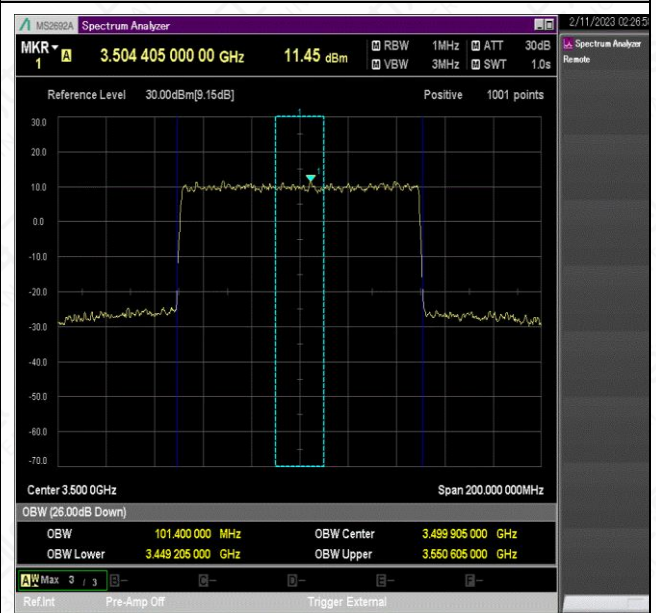 MS2692A Spectrum Analyzer
2/11/2023 02:26:5
MKR 1 A 3.504 405 000 00 GHz 11.45 dBm
M RBW 1MHz M ATT 30dB
M VBW 3MHz M SWT 1.0s
Spectrum Analyzer
Remote
Reference Level 30.00dBm[9.15dB] Positive 1001 points
1
30.0
20.0
1
10.0
0.0
-10.0
-20.0
-30.0
-40.0
-50.0
-60.0
-70.0
Center 3.500 0GHz Span 200.000 000MHz
OBW (26.00dB Down)
OBW 101.400 000 MHz OBW Center 3.499 905 000 GHz
OBW Lower 3.449 205 000 GHz OBW Upper 3.550 605 000 GHz
A W Max 3 / 3 B- C- D- E- F-
Ref.Int Pre-Amp Off Trigger External